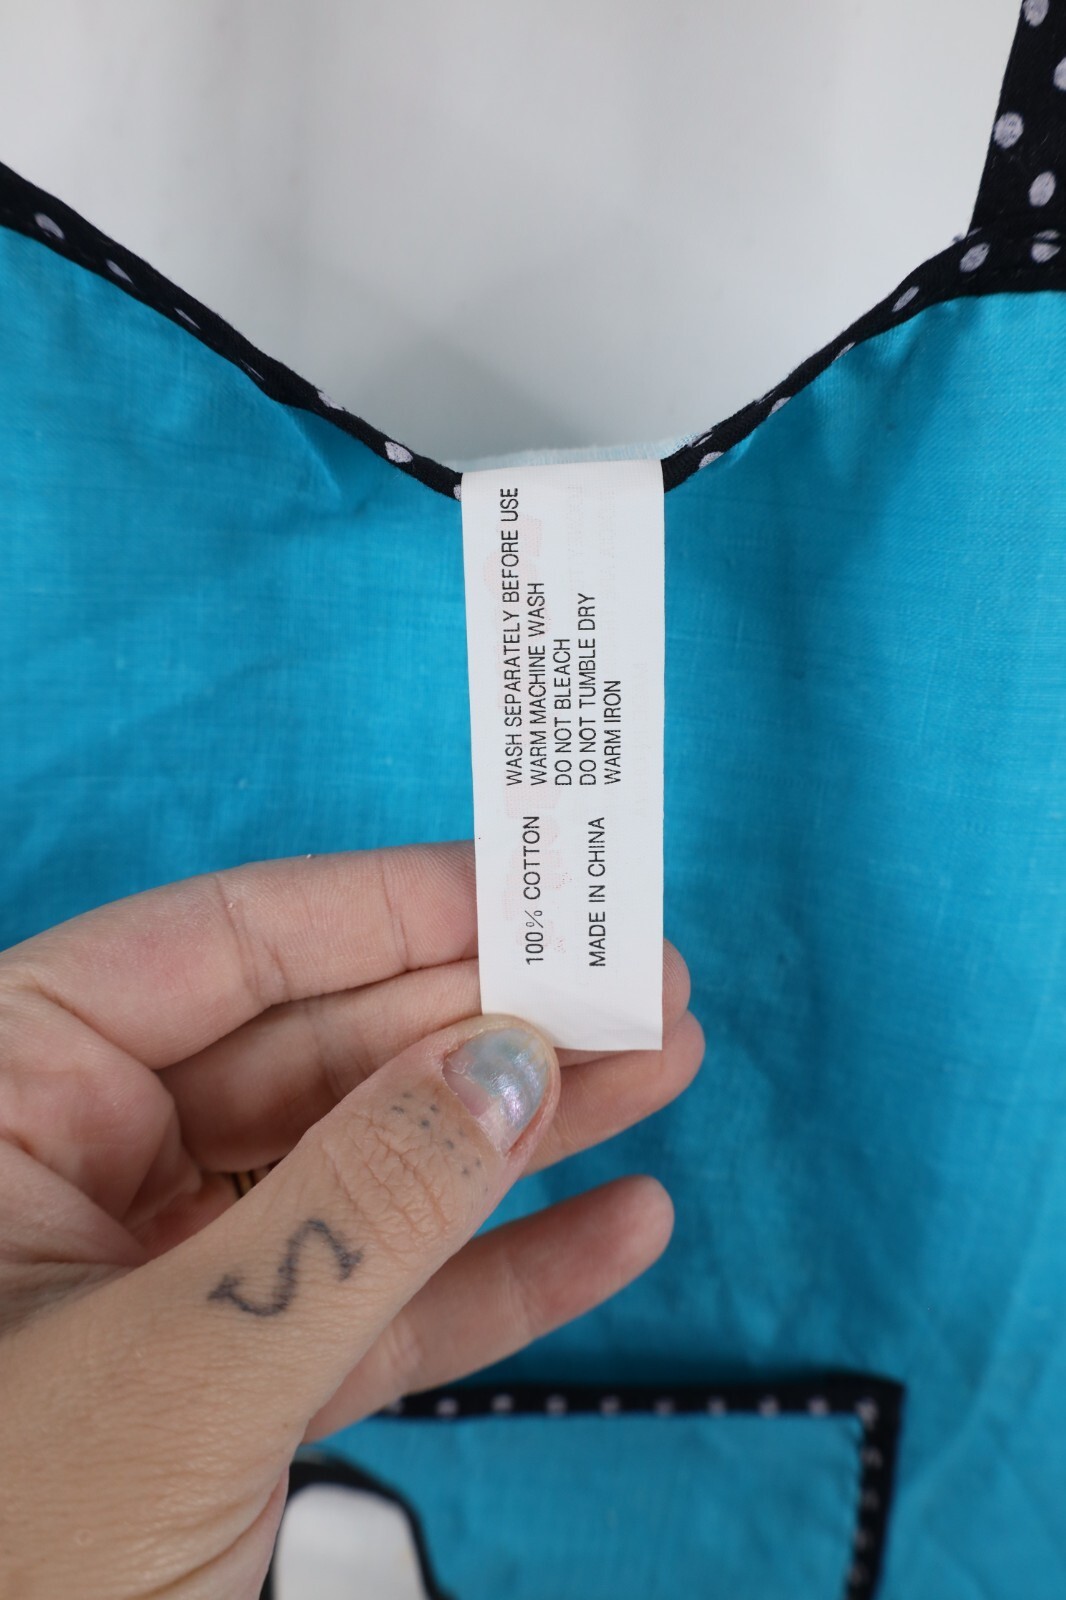 100% COTTON
MADE IN CHINA
WASH SEPARATELY BEFORE USE
WARM MACHINE WASH
DO NOT BLEACH
DO NOT TUMBLE DRY
WARM IRON
S